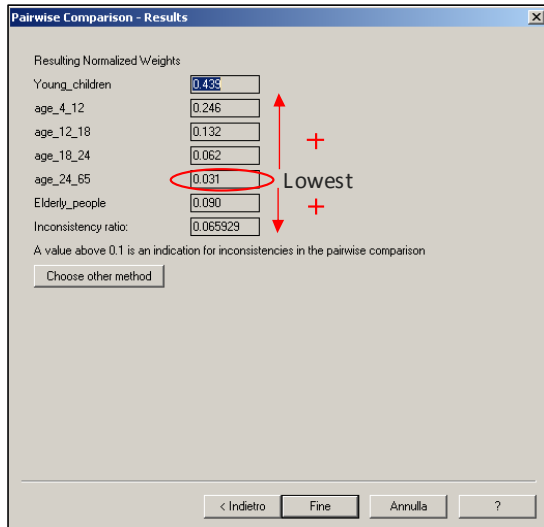 Pairwise Comparison - Results
Resulting Normalized Weights
Young_children 0.439
age_4_12 0.246
age_12_18 0.132
+
age_18_24 0.062
age_24_65 0.031 Lowest
Elderly_people 0.090 +
Inconsistency ratio: 0.065929
A value above 0.1 is an indication for inconsistencies in the pairwise comparison
Choose other method
< Indietro Fine Annulla ?